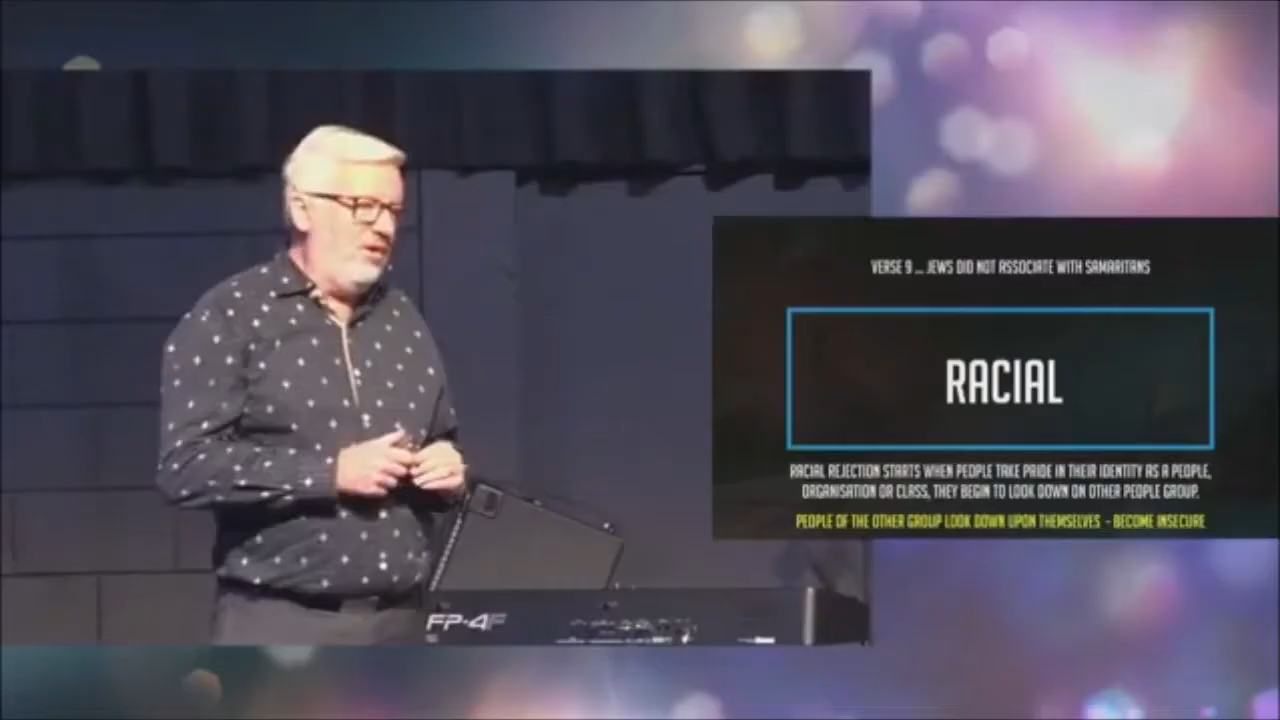 VERSE 9 ... JEWS DID NOT ASSOCIATE WITH SAMARITANS
RACIAL
RACIAL REJECTION STARTS WHEN PEOPLE TAKE PRIDE IN THEIR IDENTITY AS A PEOPLE,
ORGANISATION OR CLASS, THEY BEGIN TO LOOK DOWN ON OTHER PEOPLE GROUP.
PEOPLE OF THE OTHER GROUP LOOK DOWN UPON THEMSELVES - BECOME INSECURE
FP-4F